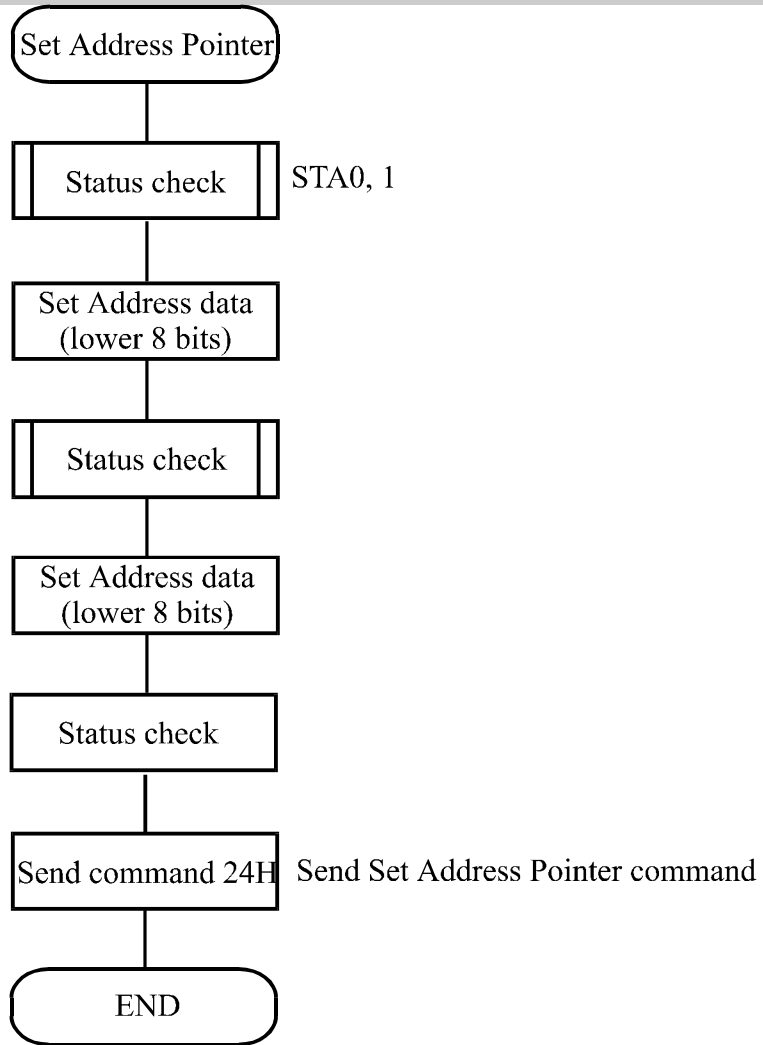 Set Address Pointer
Status check
STA0, 1
Set Address data
(lower 8 bits)
Status check
Set Address data
(lower 8 bits)
Status check
Send command 24H
Send Set Address Pointer command
END